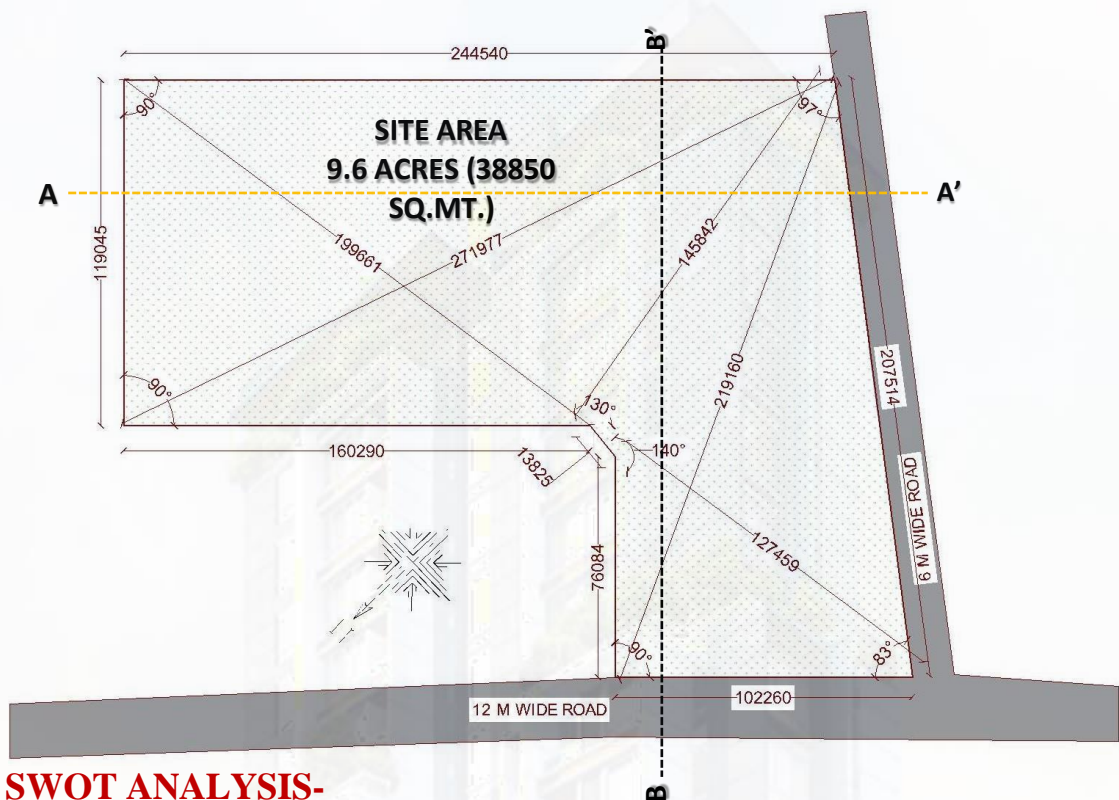 B'
244540
90°
97°
SITE AREA
9.6 ACRES (38850
SQ.MT.)
A
A'
119045
199661
271977
145842
219160
207514
90°
130°
140°
160290
13825
76084
127459
6 M WIDE ROAD
90°
83°
12 M WIDE ROAD
102260
SWOT ANALYSIS-
B